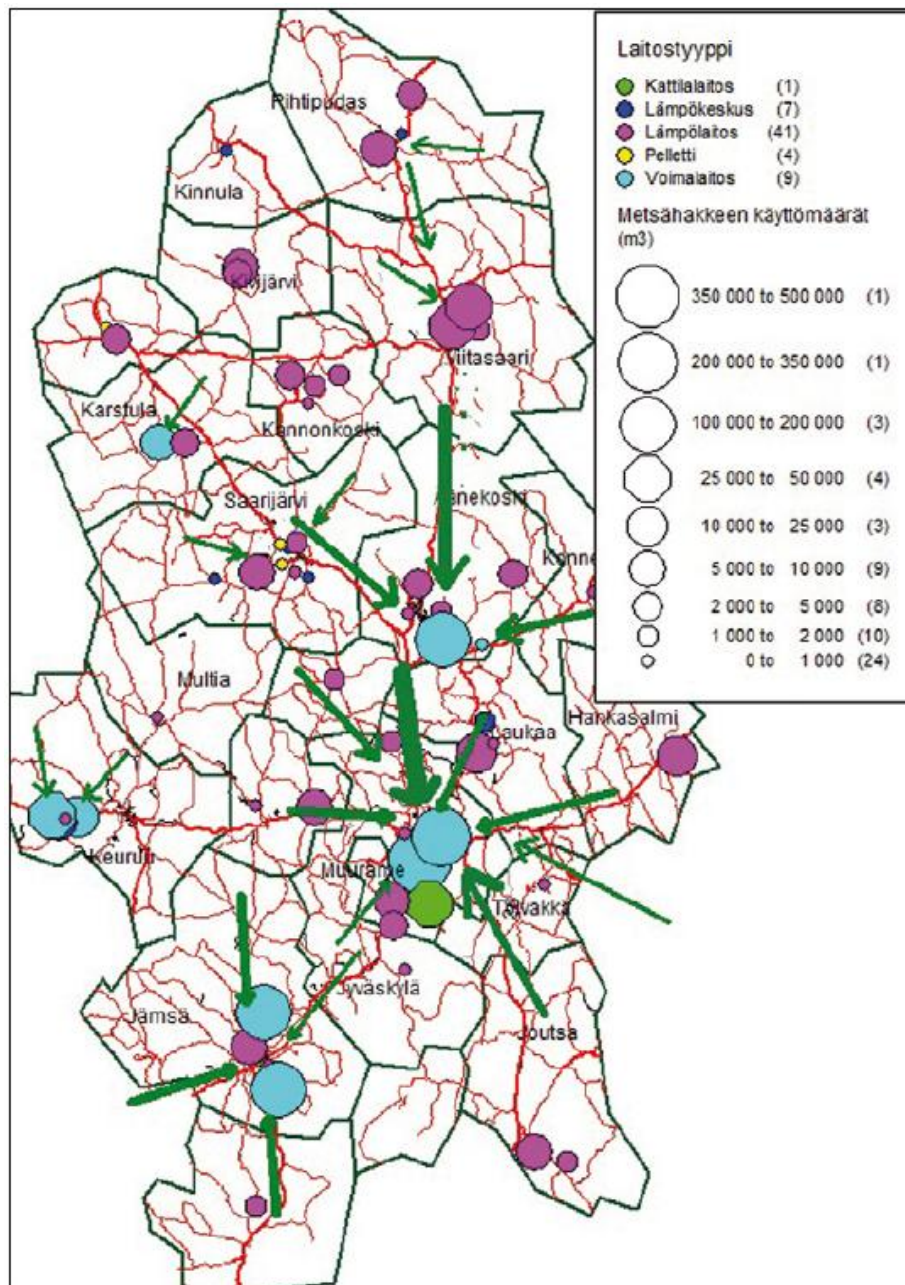 Laitostyyppi
Kattilalaitos (1)
Lämpökeskus (7)
Lämpölaitos (41)
Pelletti (4)
Voimalaitos (9)
Metsähakkeen käyttömäärät
(m3)
350 000 to 500 000 (1)
200 000 to 350 000 (1)
100 000 to 200 000 (3)
25 000 to 50 000 (4)
10 000 to 25 000 (3)
5 000 to 10 000 (9)
2 000 to 5 000 (8)
1 000 to 2 000 (10)
0 to 1 000 (24)
Pihtipudas
Kinnula
Kivijärvi
Viitasaari
Karstula
Kannonkoski
Saarijärvi
Äänekoski
Konne
Multia
Hankasalmi
Laukaa
Keuruu
Muurame
Toivakka
Jyväskylä
Jämsä
Joutsa